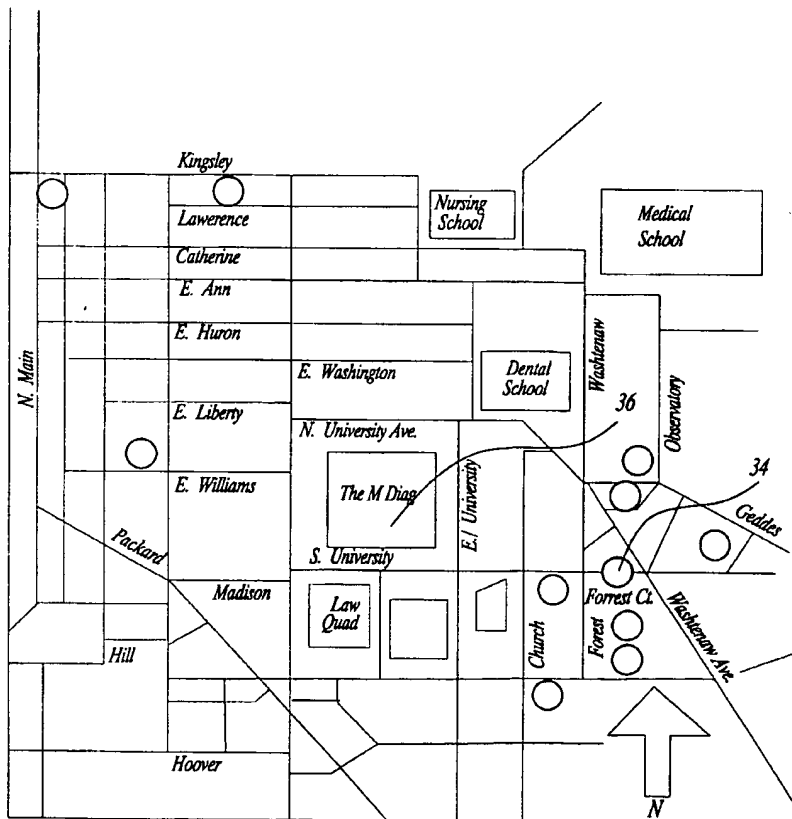 Kingsley
Nursing
School
Medical
School
Lawerence
Catherine
E. Ann
E. Huron
N. Main
E. Washington
Dental
School
Washtenaw
Observatory
E. Liberty
36
N. University Ave.
34
The M Diag
E. Williams
E./ University
Geddes
Packard
S. University
Madison
Law
Quad
Forrest Ct.
Church
Forest
Washtenaw Ave.
Hill
Hoover
N